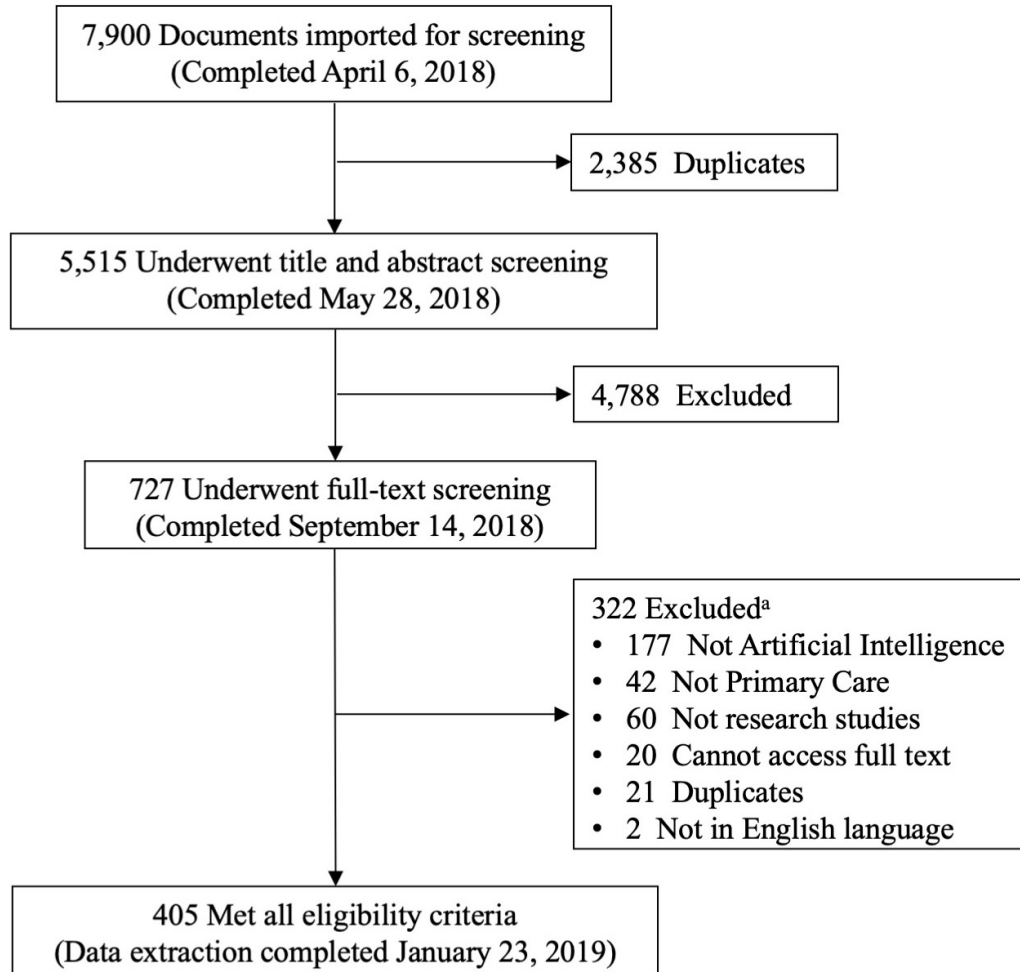 7,900 Documents imported for screening
(Completed April 6, 2018)
2,385 Duplicates
5,515 Underwent title and abstract screening
(Completed May 28, 2018)
4,788 Excluded
727 Underwent full-text screening
(Completed September 14, 2018)
322 Excludedᵃ
• 177 Not Artificial Intelligence
• 42 Not Primary Care
• 60 Not research studies
• 20 Cannot access full text
• 21 Duplicates
• 2 Not in English language
405 Met all eligibility criteria
(Data extraction completed January 23, 2019)